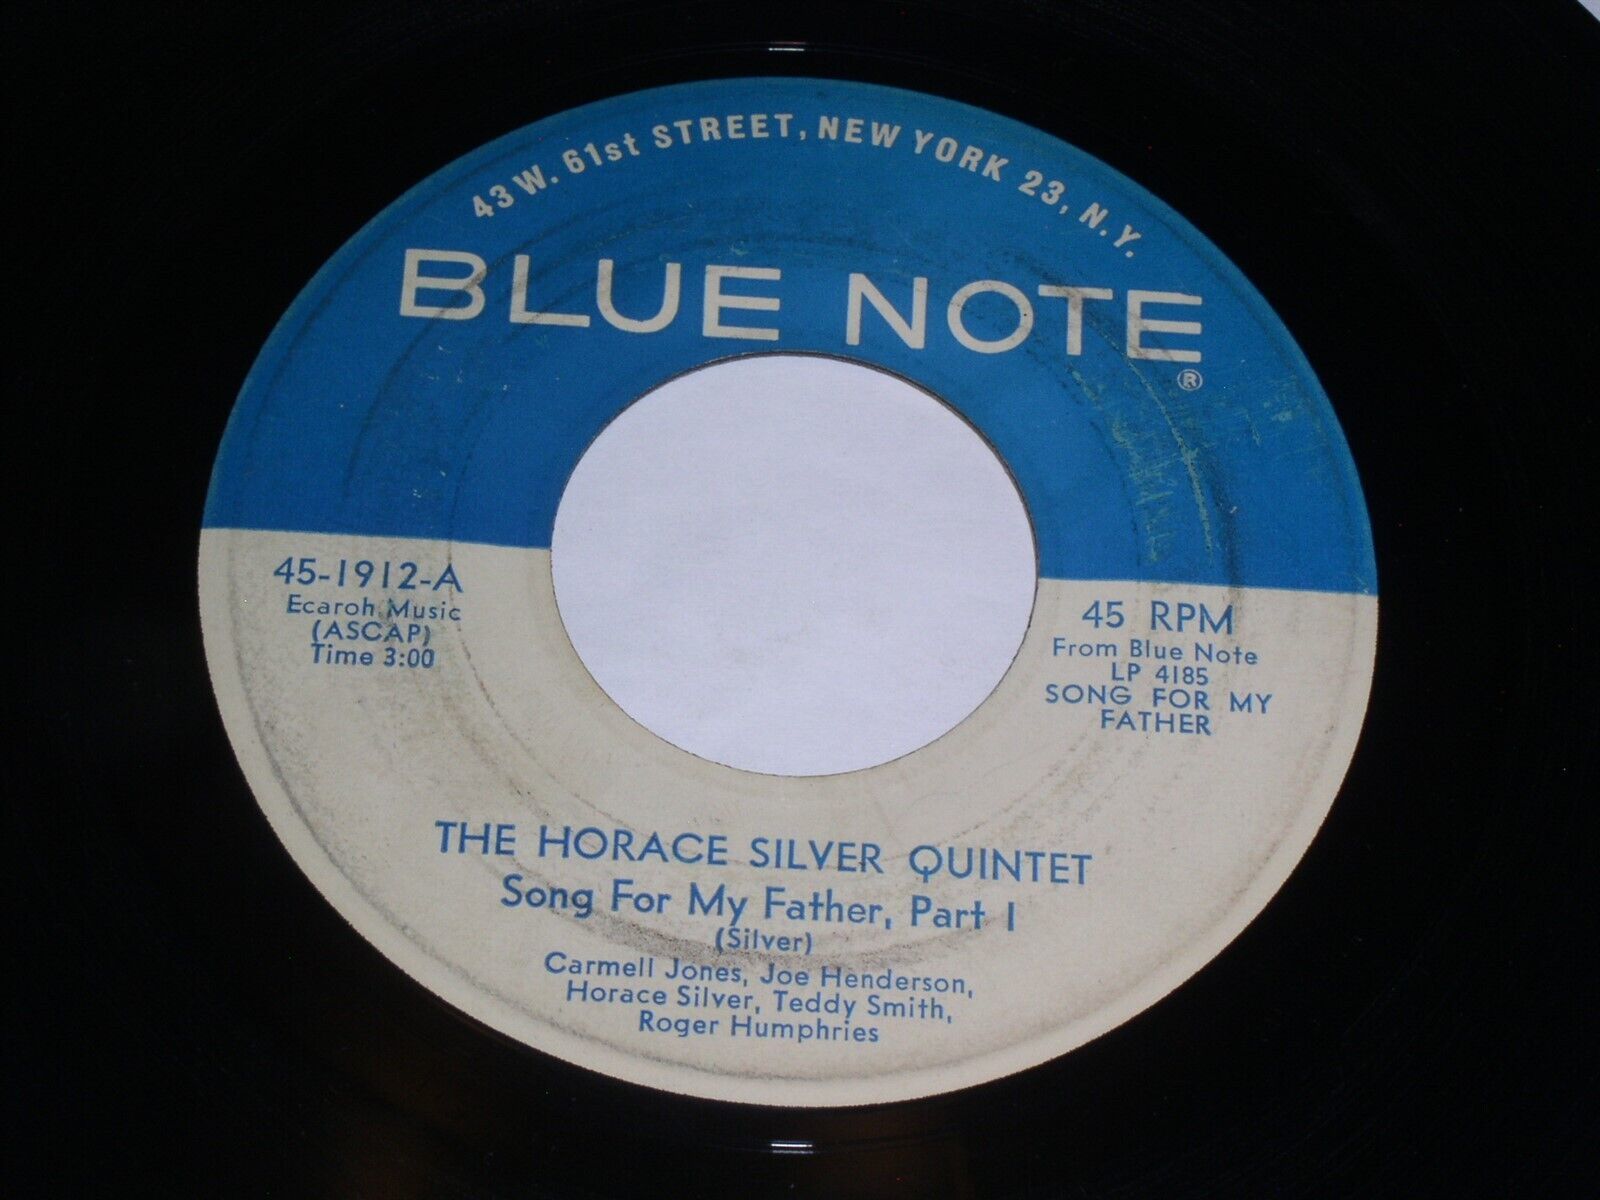 43 W. 61st STREET, NEW YORK 23, N.Y.
BLUE NOTE
®
45-1912-A
Ecaroh Music
(ASCAP)
Time 3:00
45 RPM
From Blue Note
LP 4185
SONG FOR MY
FATHER
THE HORACE SILVER QUINTET
Song For My Father, Part 1
(Silver)
Carmell Jones, Joe Henderson,
Horace Silver, Teddy Smith,
Roger Humphries